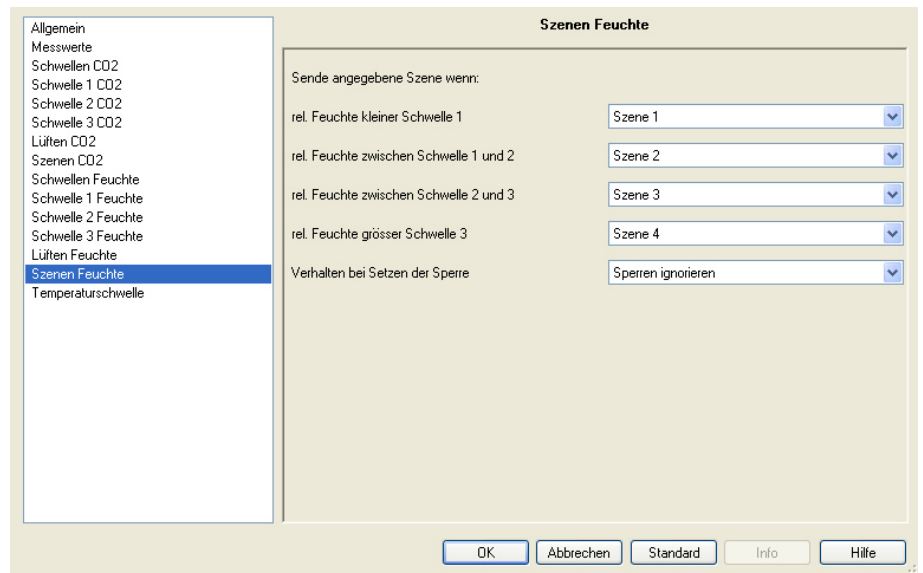 Allgemein
Messwerte
Schwellen CO2
Schwelle 1 CO2
Schwelle 2 CO2
Schwelle 3 CO2
Lüften CO2
Szenen CO2
Schwellen Feuchte
Schwelle 1 Feuchte
Schwelle 2 Feuchte
Schwelle 3 Feuchte
Lüften Feuchte
Szenen Feuchte
Temperaturschwelle
Szenen Feuchte
Sende angegebene Szene wenn:
rel. Feuchte kleiner Schwelle 1 Szene 1
rel. Feuchte zwischen Schwelle 1 und 2 Szene 2
rel. Feuchte zwischen Schwelle 2 und 3 Szene 3
rel. Feuchte grösser Schwelle 3 Szene 4
Verhalten bei Setzen der Sperre Sperren ignorieren
OK Abbrechen Standard Info Hilfe